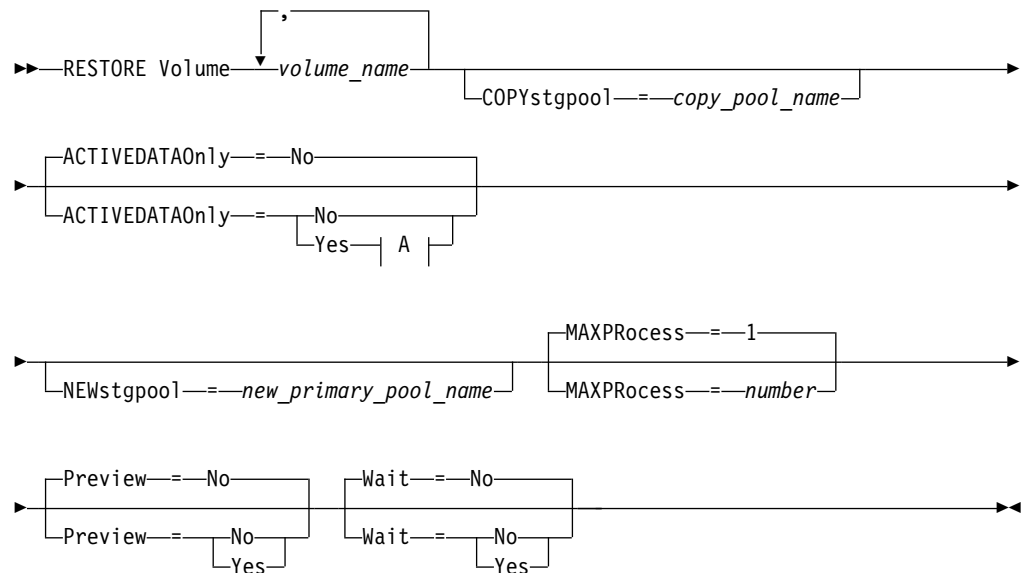 ,
RESTORE Volume volume_name
COPYstgpool = copy_pool_name
ACTIVEDATAOnly = No
ACTIVEDATAOnly = No
Yes A
NEWstgpool = new_primary_pool_name
MAXPRocess = 1
MAXPRocess = number
Preview = No
Preview = No
Yes
Wait = No
Wait = No
Yes